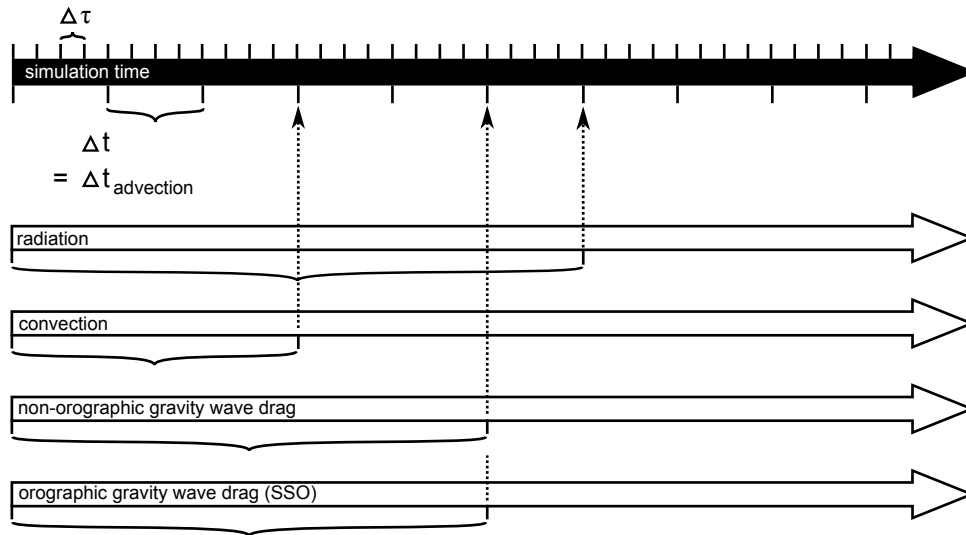 Δτ
simulation time
Δt
= Δt advection
radiation
convection
non-orographic gravity wave drag
orographic gravity wave drag (SSO)